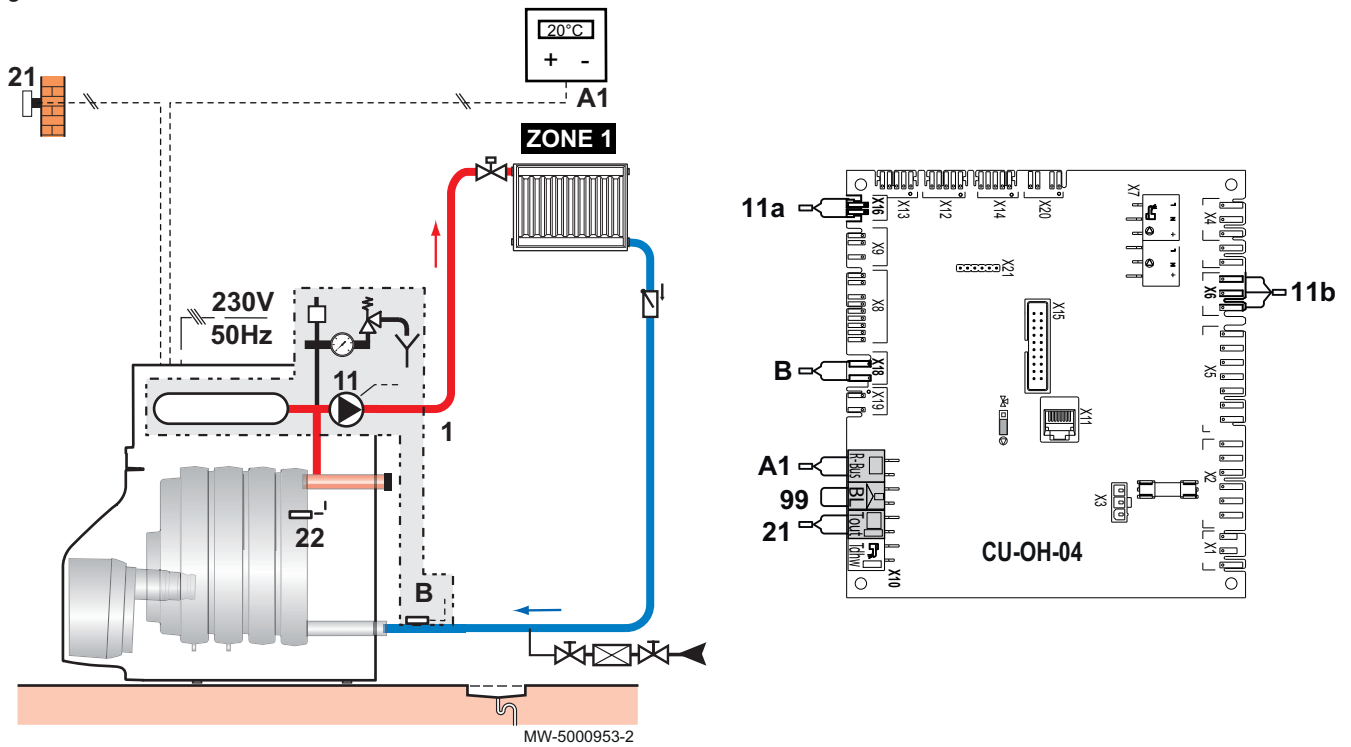 20°C
+ -
21
A1
ZONE 1
230V
50Hz
11
1
22
B
MW-5000953-2
X16
X13
X12
X14
X20
X7
L
N
L
N
X4
11a
X9
X21
X6
11b
X8
X15
B
X18
X19
X5
X11
A1
R-Bus
99
BL
X2
21
Tout
X3
Tdhw
X10
CU-OH-04
X1